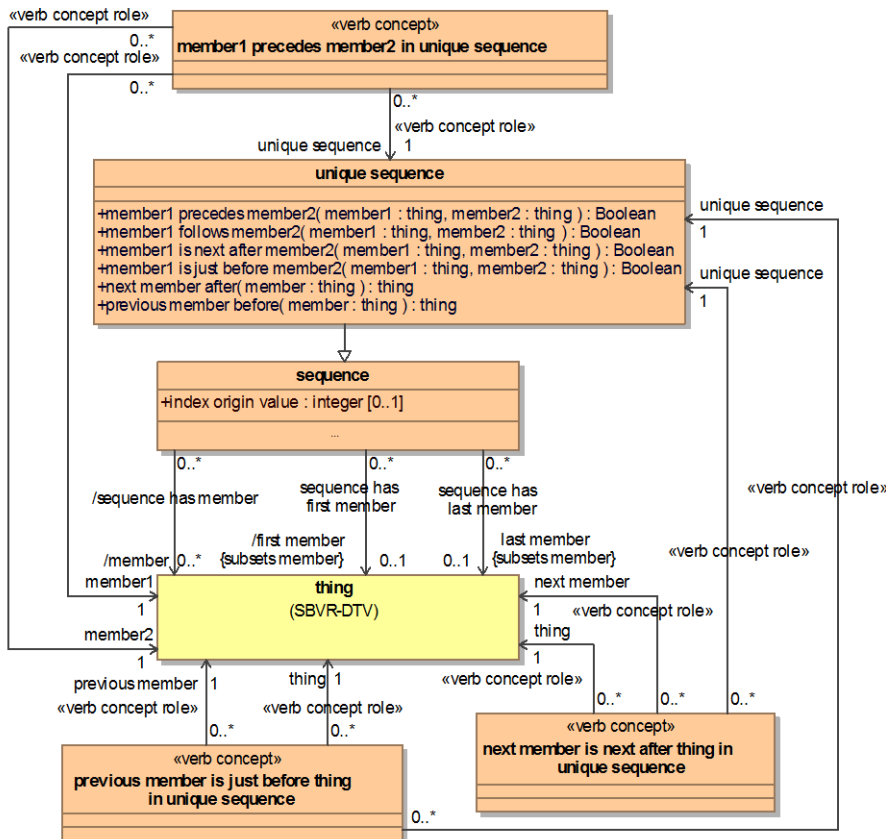 «verb concept role»
0..*
«verb concept role»
0..*
«verb concept»
member1 precedes member2 in unique sequence
0..*
«verb concept role»
unique sequence
1
unique sequence
+member1 precedes member2( member1 : thing, member2 : thing ) : Boolean
+member1 follows member2( member1 : thing, member2 : thing ) : Boolean
+member1 is next after member2( member1 : thing, member2 : thing ) : Boolean
+member1 is just before member2( member1 : thing, member2 : thing ) : Boolean
+next member after( member : thing ) : thing
+previous member before( member : thing ) : thing
unique sequence
1
unique sequence
1
sequence
+index origin value : integer [0..1]
...
0..*
0..*
0..*
/sequence has member
sequence has
first member
sequence has
last member
«verb concept role»
«verb concept role»
/member
0..*
/first member
{subsets member}
0..1
last member
{subsets member}
0..1
member1
1
member2
1
thing
(SBVR-DTV)
next member
1
«verb concept role»
thing
1
«verb concept role»
previous member
1
thing
1
«verb concept role»
«verb concept role»
0..*
0..*
0..*
0..*
0..*
«verb concept»
next member is next after thing in
unique sequence
«verb concept»
previous member is just before thing
in unique sequence
0..*